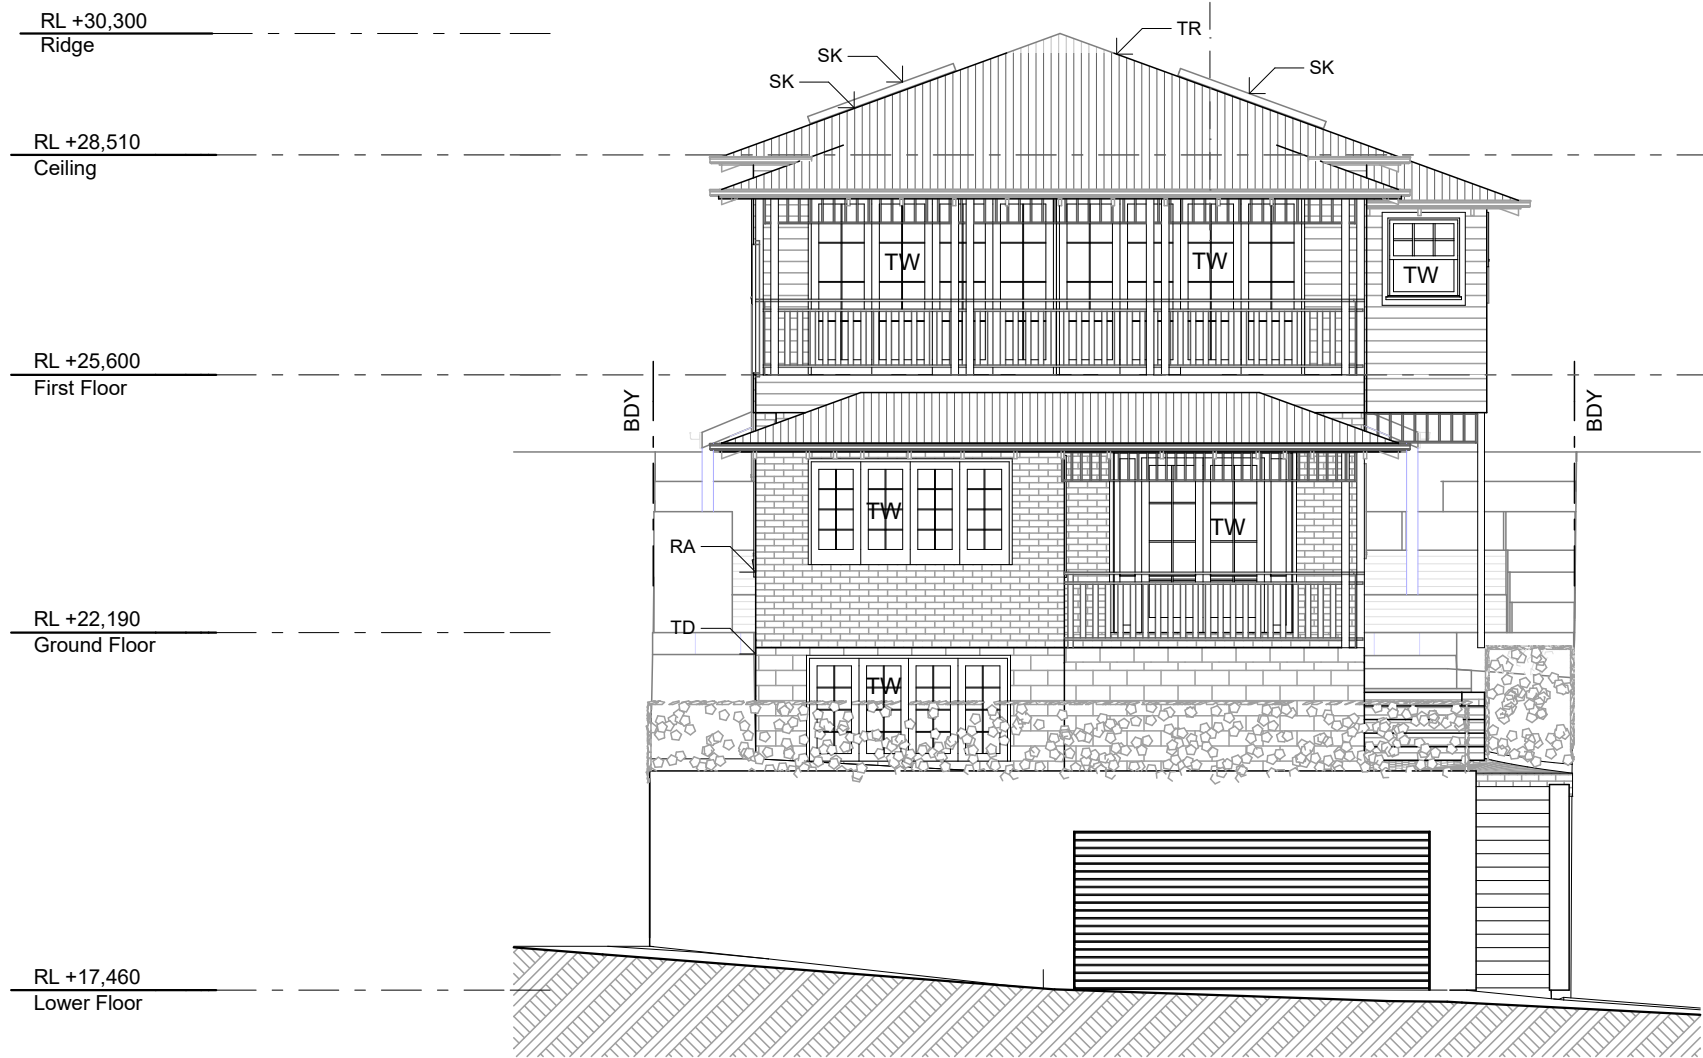 RL +30,300
Ridge
TR
SK
SK
SK
RL +28,510
Ceiling
TW
TW
TW
RL +25,600
First Floor
BDY
BDY
TW
TW
RA
RL +22,190
Ground Floor
TD
TW
RL +17,460
Lower Floor